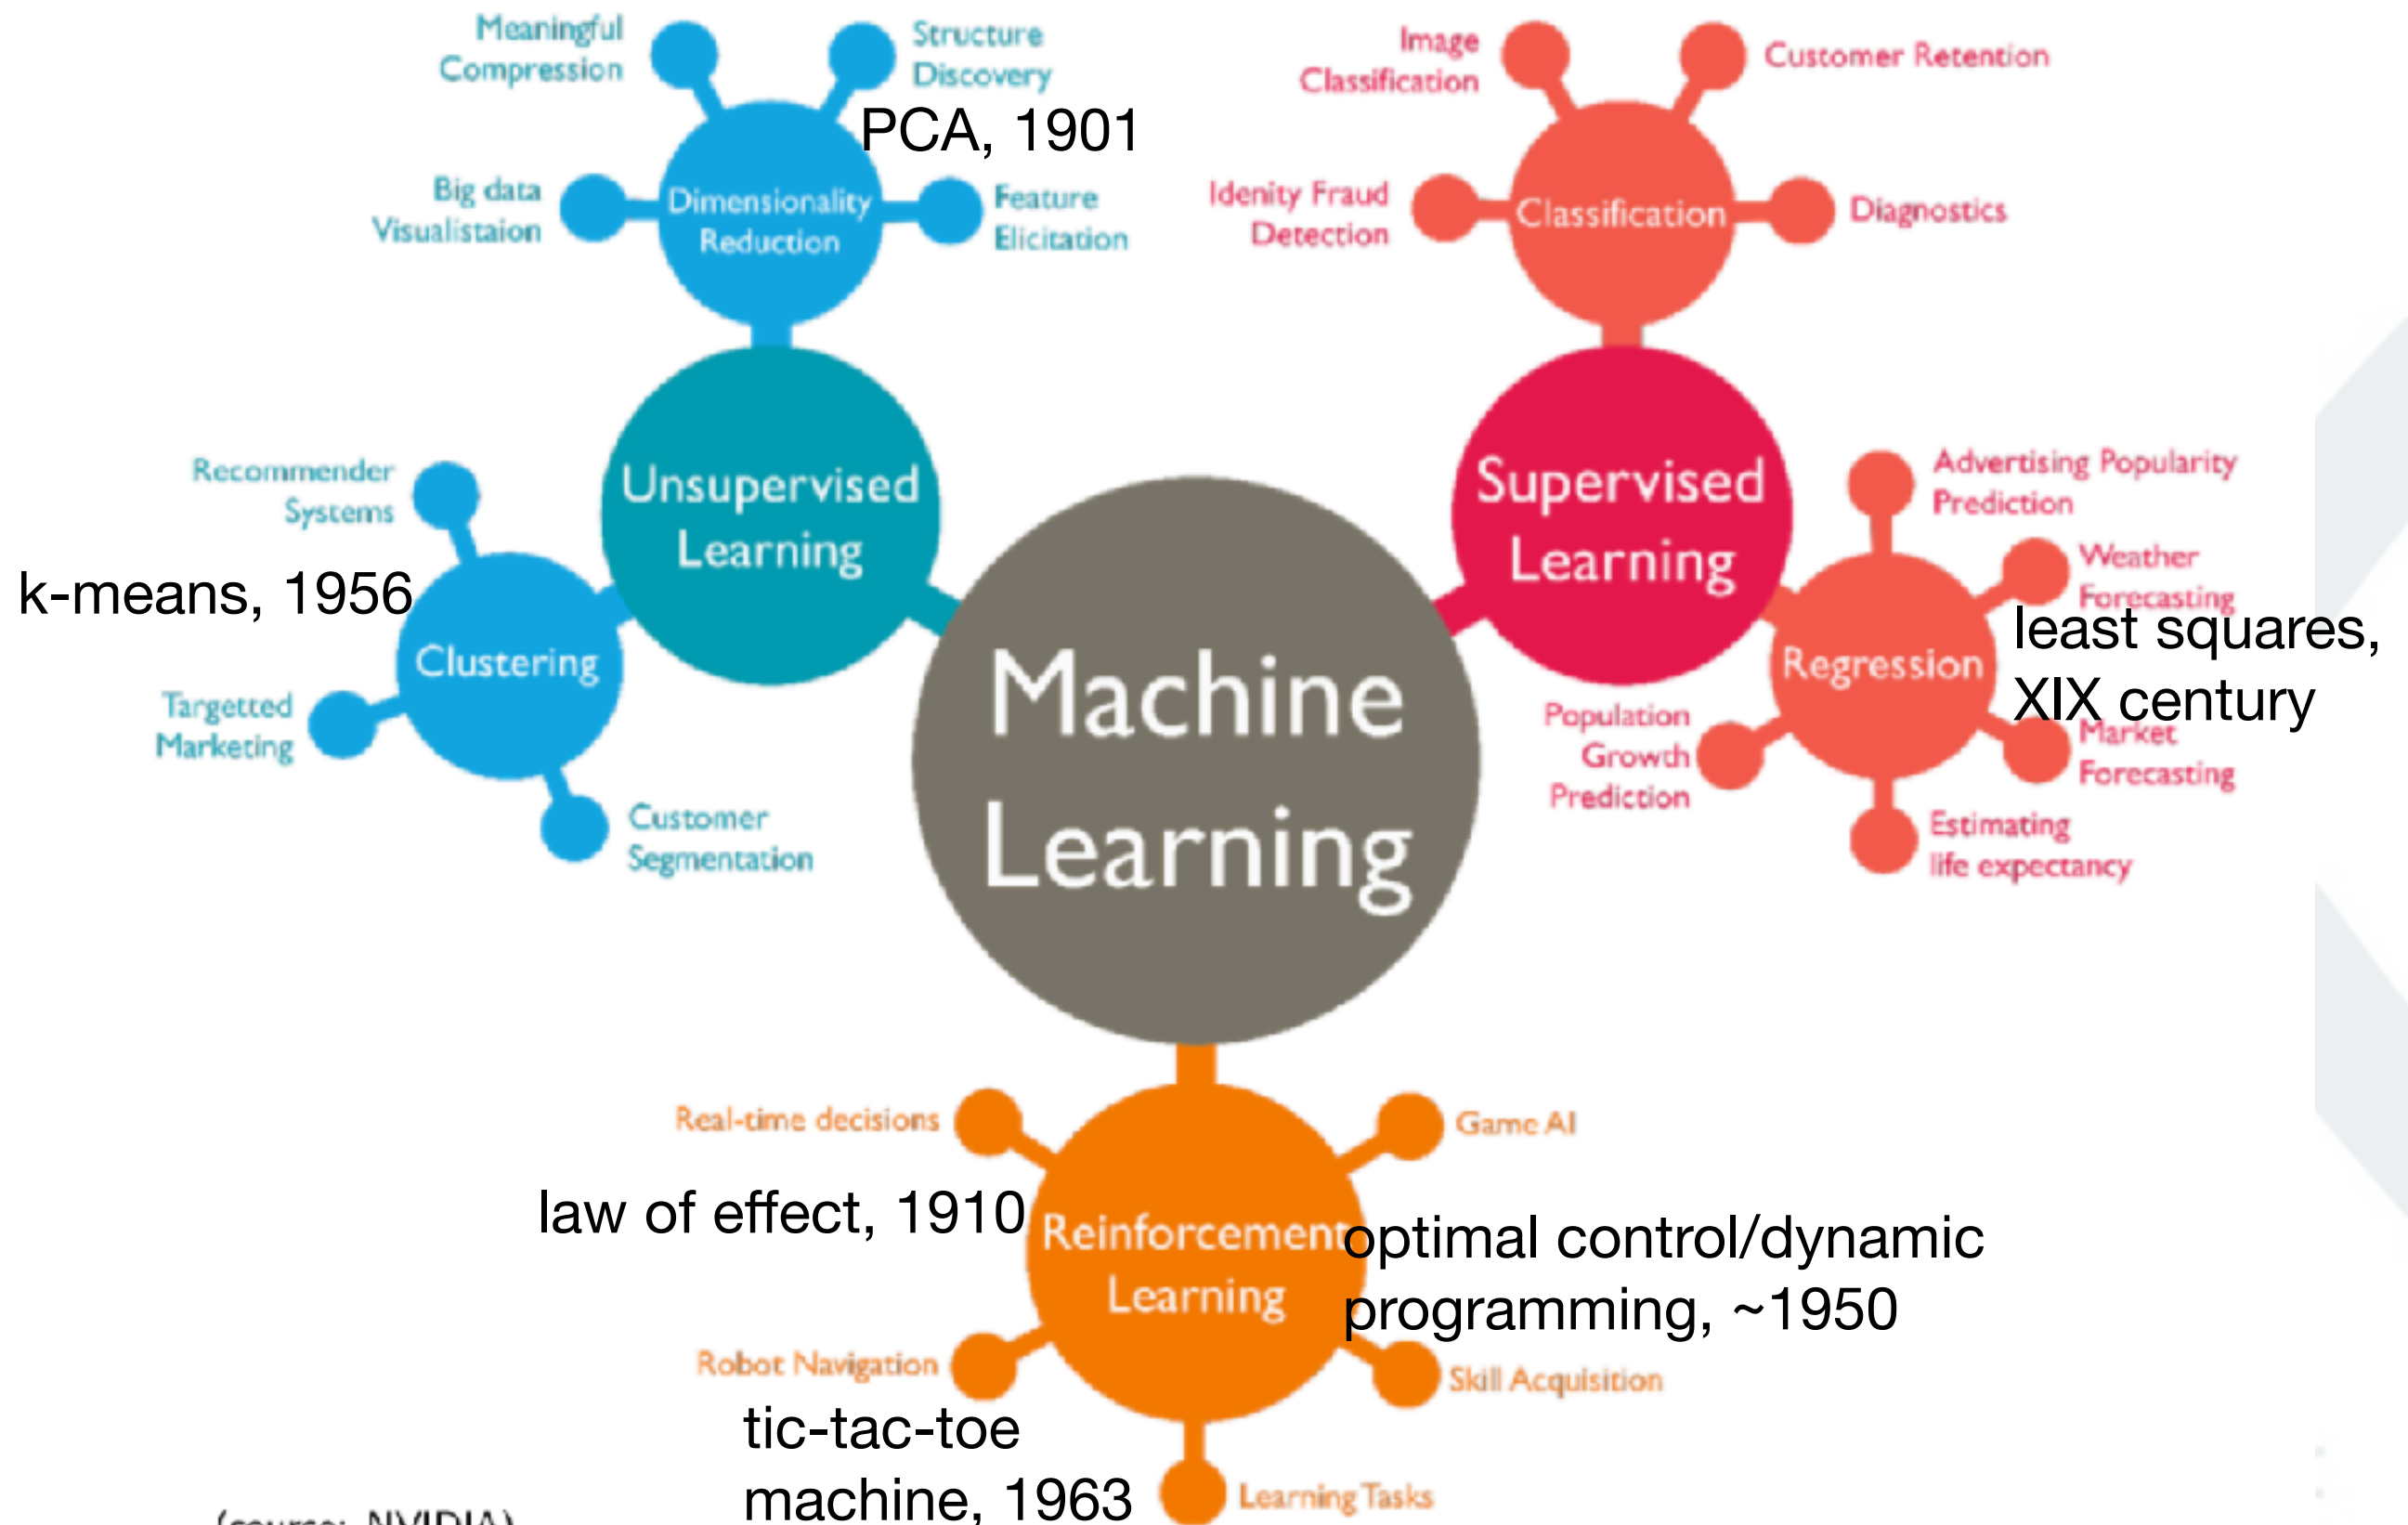 Meaningful
Compression
Structure
Discovery
PCA, 1901
Big data
Visualistaion
Dimensionality
Reduction
Feature
Elicitation
Image
Classification
Customer Retention
Idenity Fraud
Detection
Classification
Diagnostics
Recommender
Systems
Unsupervised
Learning
k-means, 1956
Clustering
Targetted
Marketing
Customer
Segmentation
Machine
Learning
Supervised
Learning
Advertising Popularity
Prediction
Weather
Forecasting
least squares,
XIX century
Regression
Population
Growth
Prediction
Market
Forecasting
Estimating
life expectancy
Real-time decisions
Game AI
law of effect, 1910
Reinforcement
Learning
optimal control/dynamic
programming, ~1950
Robot Navigation
Skill Acquisition
tic-tac-toe
machine, 1963
Learning Tasks
(source: NVIDIA)